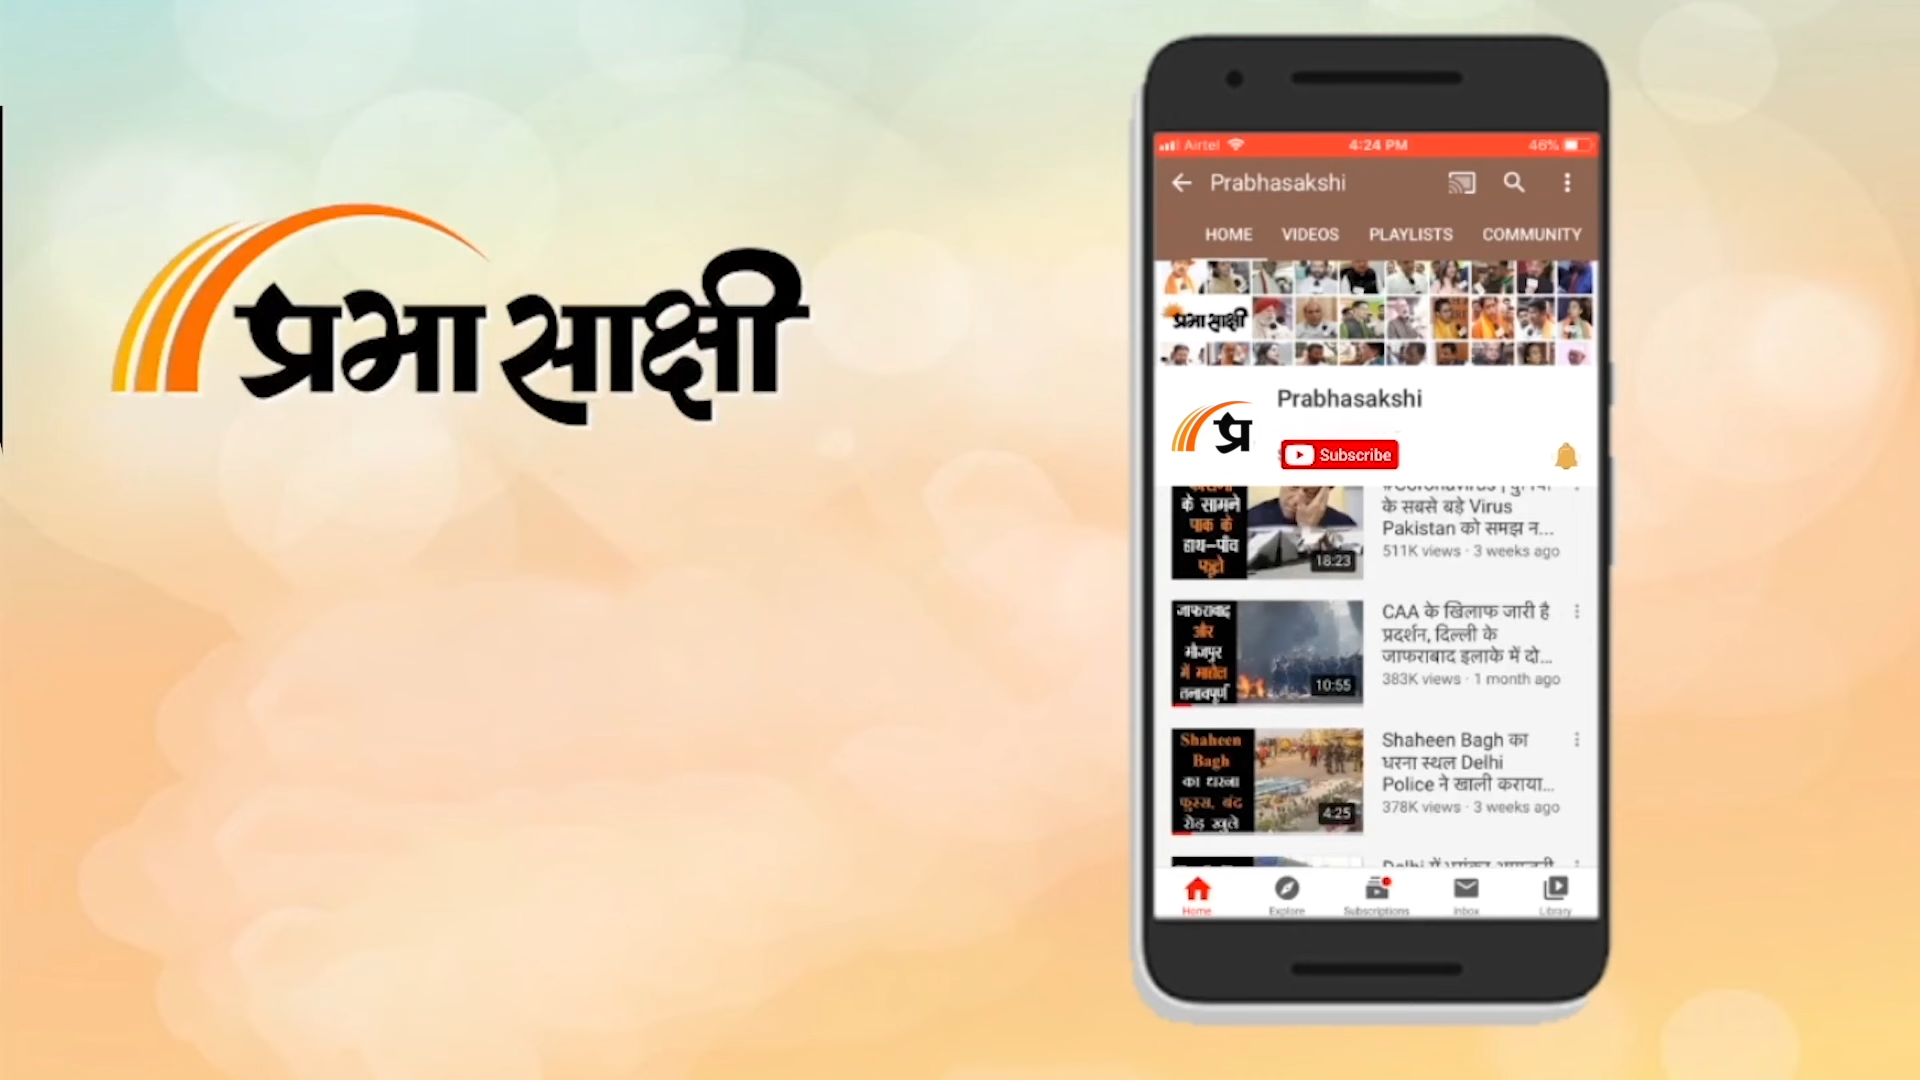 प्रभासाक्षी
Airtel 4:24 PM 46%
Prabhasakshi
HOME VIDEOS PLAYLISTS COMMUNITY
प्रभासाक्षी
Prabhasakshi
प्र
Subscribe
के सामने
पाक के
हाथ-पाँव
फूले
18:23
के सबसे बड़े Virus
Pakistan को समझ न...
511K views · 3 weeks ago
जाफराबाद
और
मौजपुर
में माहौल
तनावपूर्ण
10:55
CAA के खिलाफ जारी है
प्रदर्शन, दिल्ली के
जाफराबाद इलाके में दो...
383K views · 1 month ago
Shaheen
Bagh
का धरना
फुस्स, बंद
रोड खुले
4:25
Shaheen Bagh का
धरना स्थल Delhi
Police ने खाली कराया...
378K views · 3 weeks ago
Home Explore Subscriptions Inbox Library